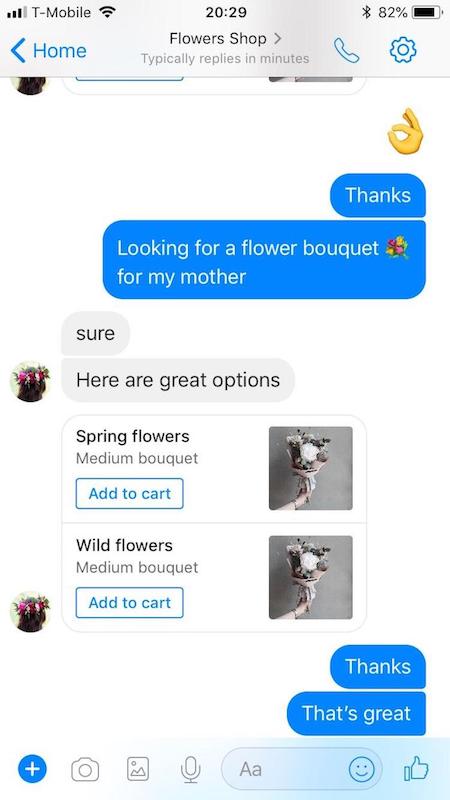 T-Mobile 20:29 82%
Home Flowers Shop
Typically replies in minutes
Thanks
Looking for a flower bouquet 💐
for my mother
sure
Here are great options
Spring flowers
Medium bouquet
Add to cart
Wild flowers
Medium bouquet
Add to cart
Thanks
That's great
Aa